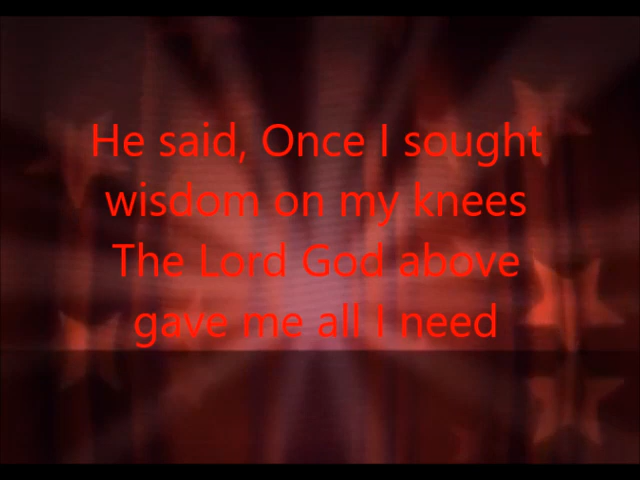 He said, Once I sought
wisdom on my knees
The Lord God above
gave me all I need